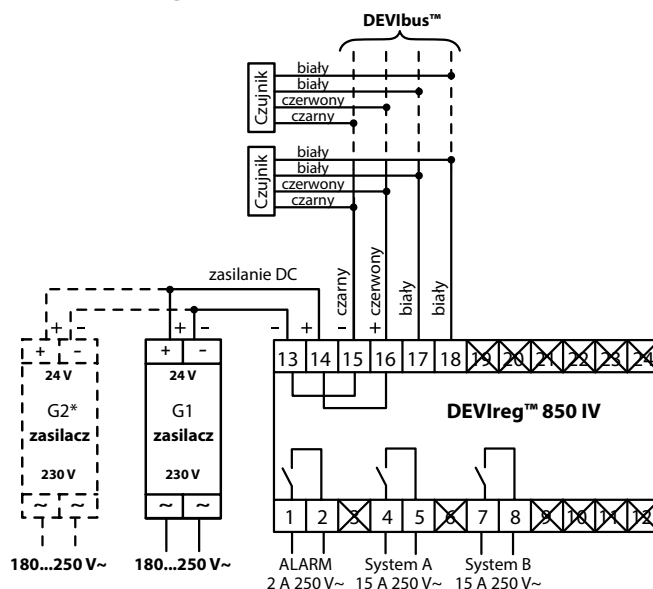 DEVIbus™
Czujnik
biały
biały
czerwony
czarny
Czujnik
biały
biały
czerwony
czarny
zasilanie DC
czarny
czerwony
biały
biały
+ − + − − + − +
+ -
24 V
G2*
zasilacz
230 V
~ ~
180...250 V~
+ -
24 V
G1
zasilacz
230 V
~ ~
180...250 V~
13 14 15 16 17 18 19 20 21 22 23 24
DEVIreg™ 850 IV
1 2 3 4 5 6 7 8 9 10 11 12
ALARM
2 A 250 V~
System A
15 A 250 V~
System B
15 A 250 V~